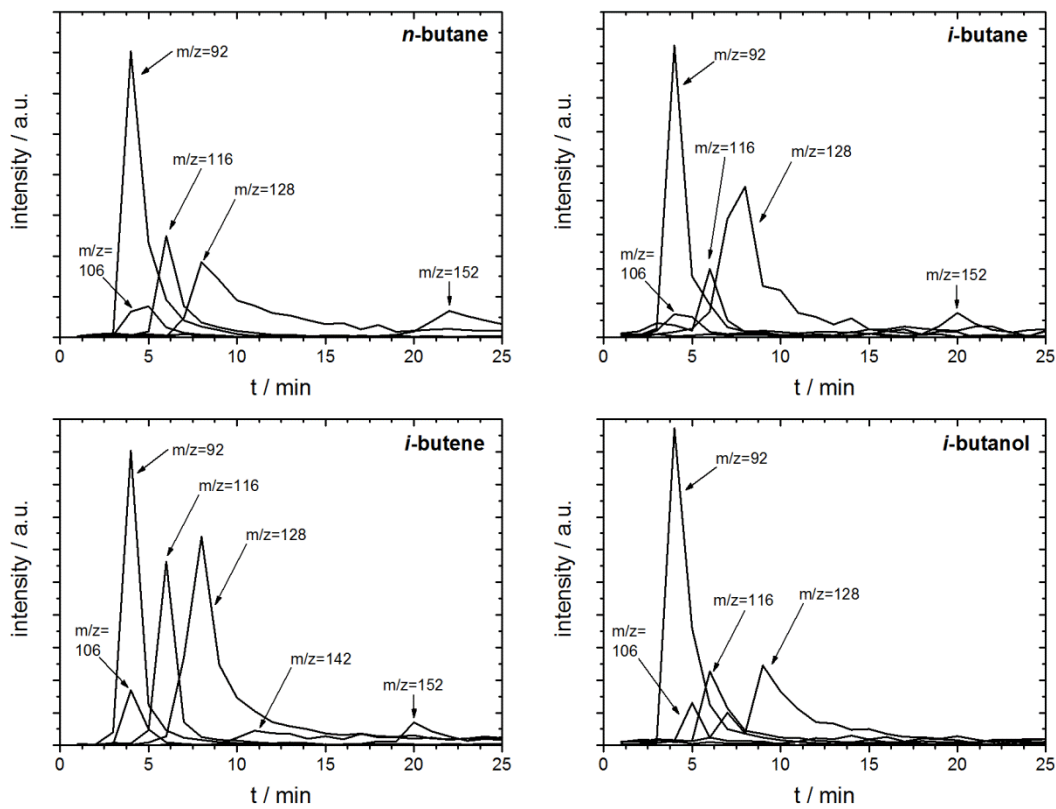 n-butane
m/z=92
m/z=116
m/z=128
m/z=
106
m/z=152
intensity / a.u.
0 5 10 15 20 25
t / min
i-butane
m/z=92
m/z=116
m/z=128
m/z=
106
m/z=152
intensity / a.u.
0 5 10 15 20 25
t / min
i-butene
m/z=92
m/z=116
m/z=128
m/z=
106
m/z=142
m/z=152
intensity / a.u.
0 5 10 15 20 25
t / min
i-butanol
m/z=92
m/z=116
m/z=128
m/z=
106
intensity / a.u.
0 5 10 15 20 25
t / min